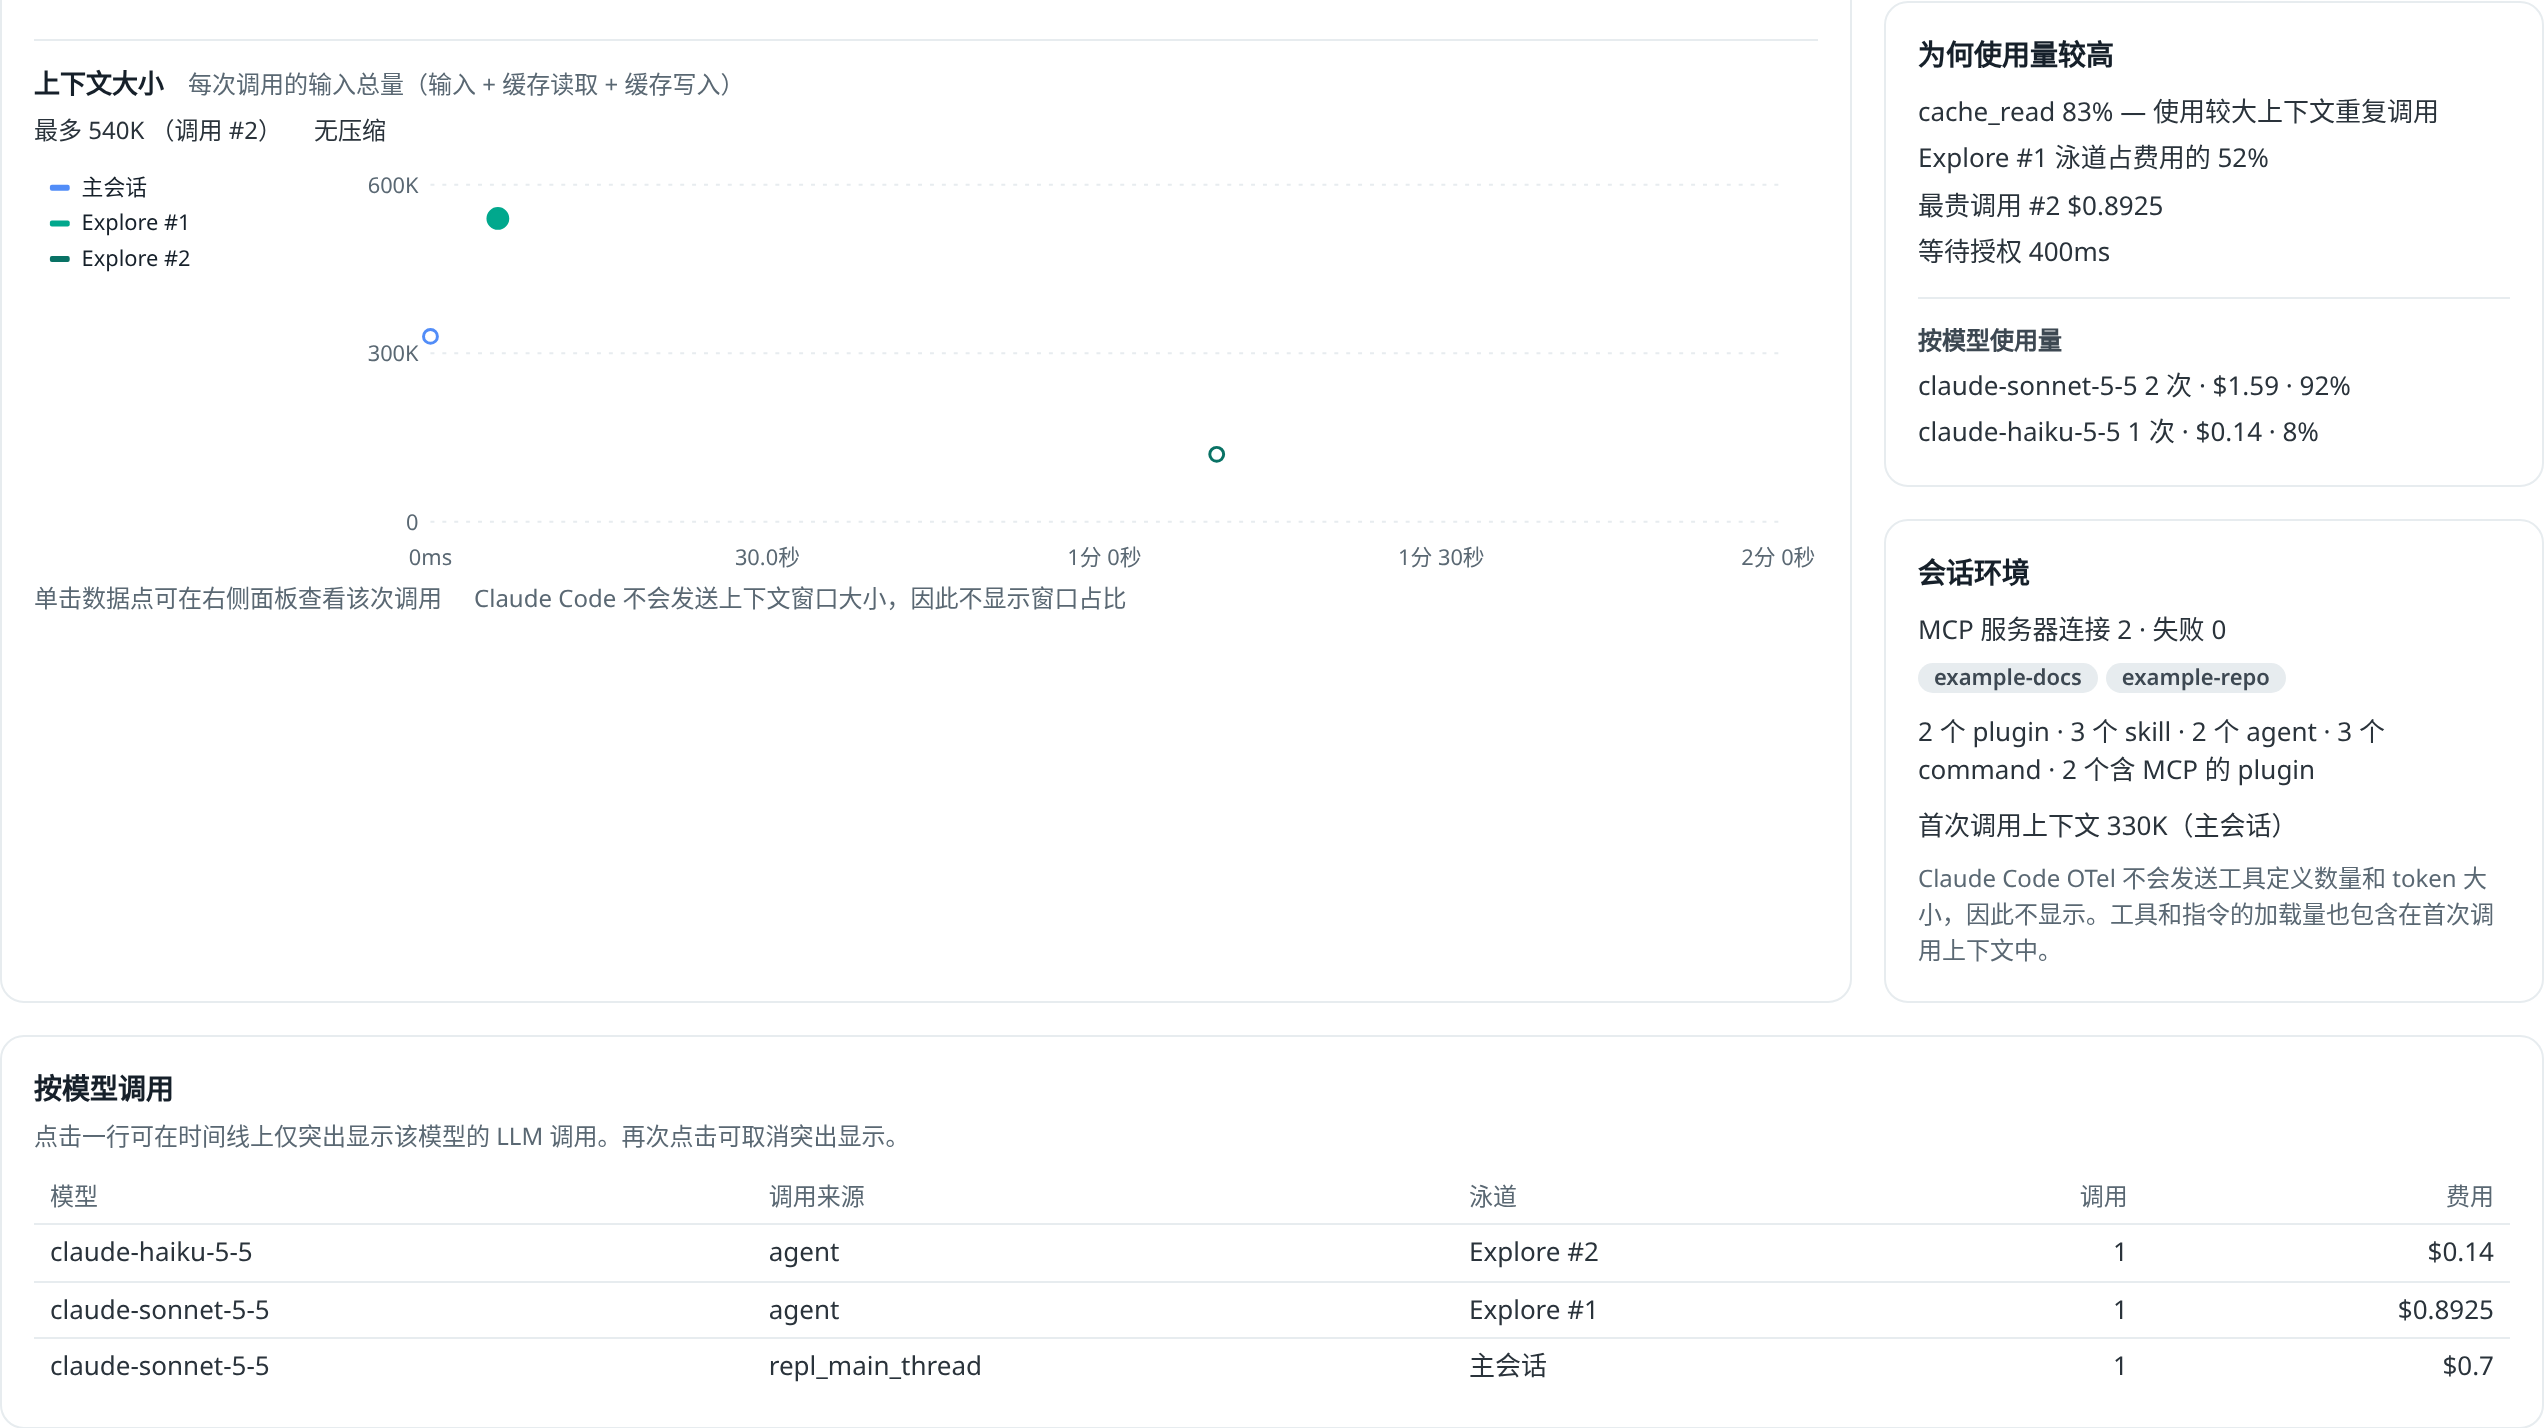 上下文大小 每次调用的输入总量（输入 + 缓存读取 + 缓存写入）
最多 540K （调用 #2） 无压缩
主会话
Explore #1
Explore #2
600K
300K
0
0ms 30.0秒 1分 0秒 1分 30秒 2分 0秒
单击数据点可在右侧面板查看该次调用 Claude Code 不会发送上下文窗口大小，因此不显示窗口占比
为何使用量较高
cache_read 83% — 使用较大上下文重复调用
Explore #1 泳道占费用的 52%
最贵调用 #2 $0.8925
等待授权 400ms
按模型使用量
claude-sonnet-5-5 2 次 · $1.59 · 92%
claude-haiku-5-5 1 次 · $0.14 · 8%
会话环境
MCP 服务器连接 2 · 失败 0
example-docs example-repo
2 个 plugin · 3 个 skill · 2 个 agent · 3 个
command · 2 个含 MCP 的 plugin
首次调用上下文 330K（主会话）
Claude Code OTel 不会发送工具定义数量和 token 大
小，因此不显示。工具和指令的加载量也包含在首次调
用上下文中。
按模型调用
点击一行可在时间线上仅突出显示该模型的 LLM 调用。再次点击可取消突出显示。
模型 调用来源 泳道 调用 费用
claude-haiku-5-5 agent Explore #2 1 $0.14
claude-sonnet-5-5 agent Explore #1 1 $0.8925
claude-sonnet-5-5 repl_main_thread 主会话 1 $0.7